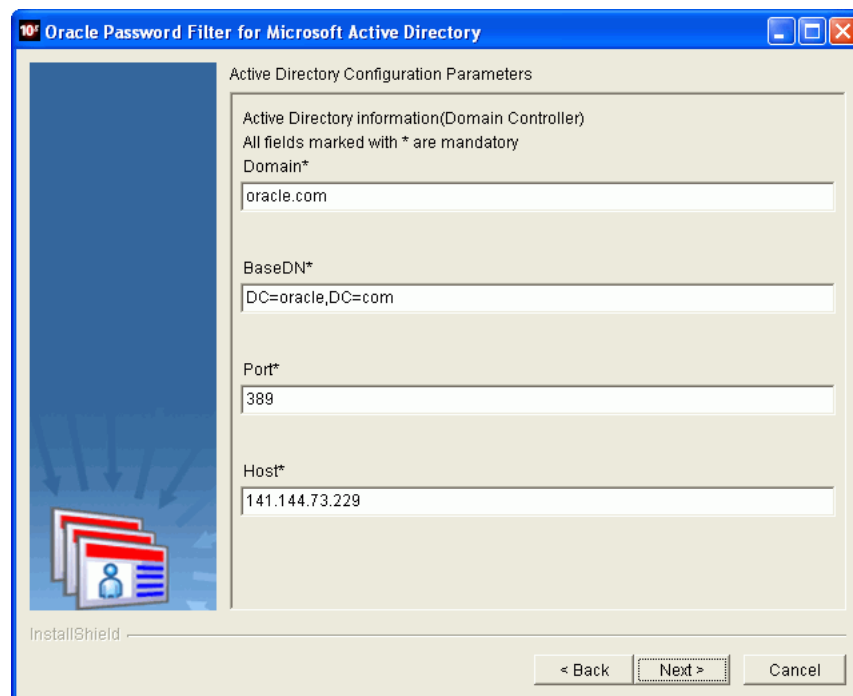 10g Oracle Password Filter for Microsoft Active Directory
Active Directory Configuration Parameters
Active Directory information(Domain Controller)
All fields marked with * are mandatory
Domain*
oracle.com
BaseDN*
DC=oracle,DC=com
Port*
389
Host*
141.144.73.229
InstallShield
< Back
Next >
Cancel